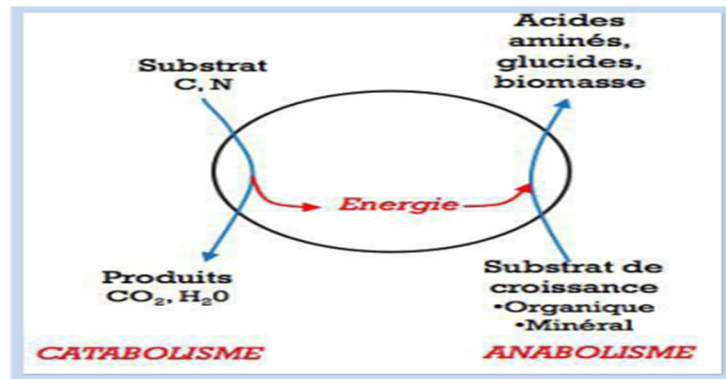 Substrat
C, N
Acides
aminés,
glucides,
biomasse
Energie
Produits
CO₂, H₂0
Substrat de
croissance
•Organique
•Minéral
CATABOLISME
ANABOLISME